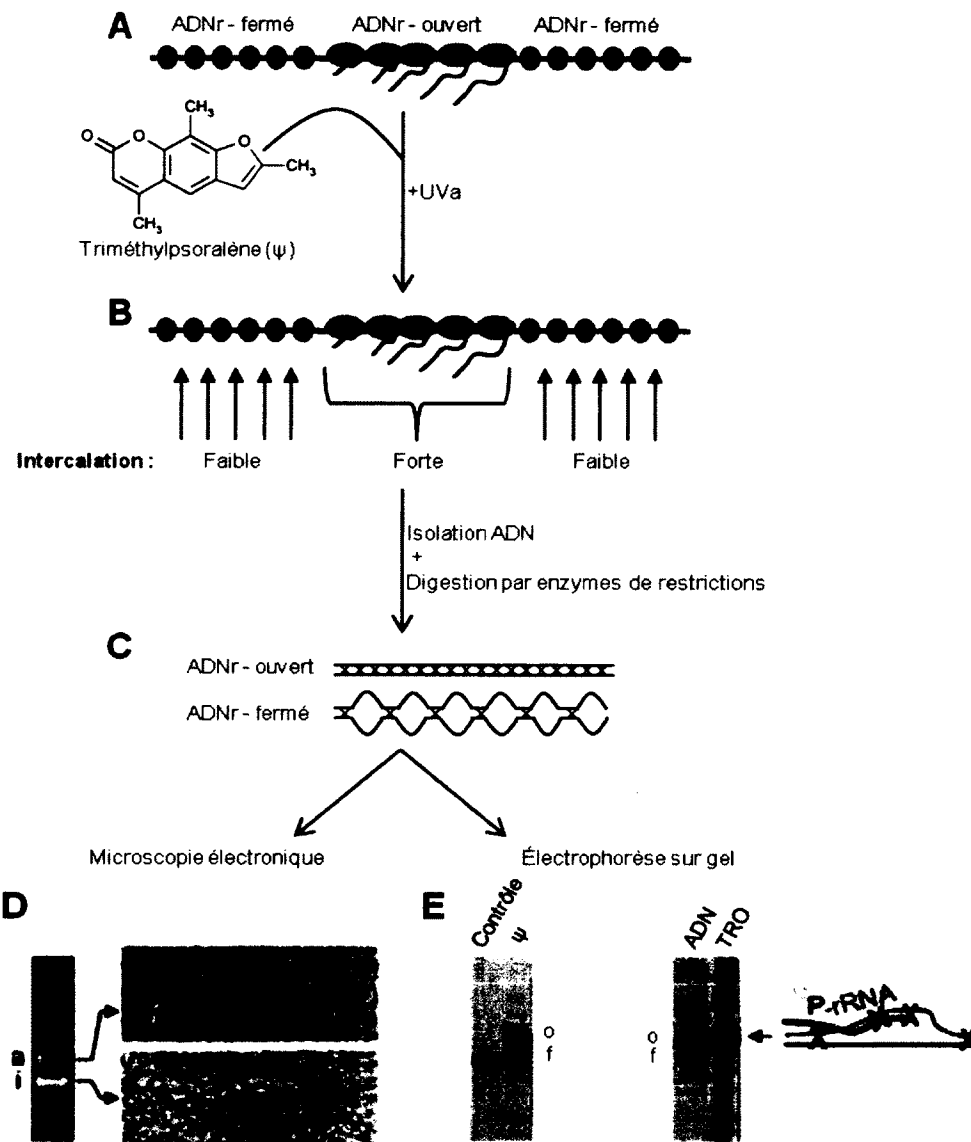 A
ADNr - fermé ADNr - ouvert ADNr - fermé
CH₃
O O O
CH₃
CH₃
+UVa
Triméthylpsoralène (ψ)
B
Intercalation : Faible Forte Faible
Isolation ADN
+
Digestion par enzymes de restrictions
C
ADNr - ouvert
ADNr - fermé
Microscopie électronique Électrophorèse sur gel
D E
Contrôle ψ ADN TRO
P-rRNA
o o
f f
a
i